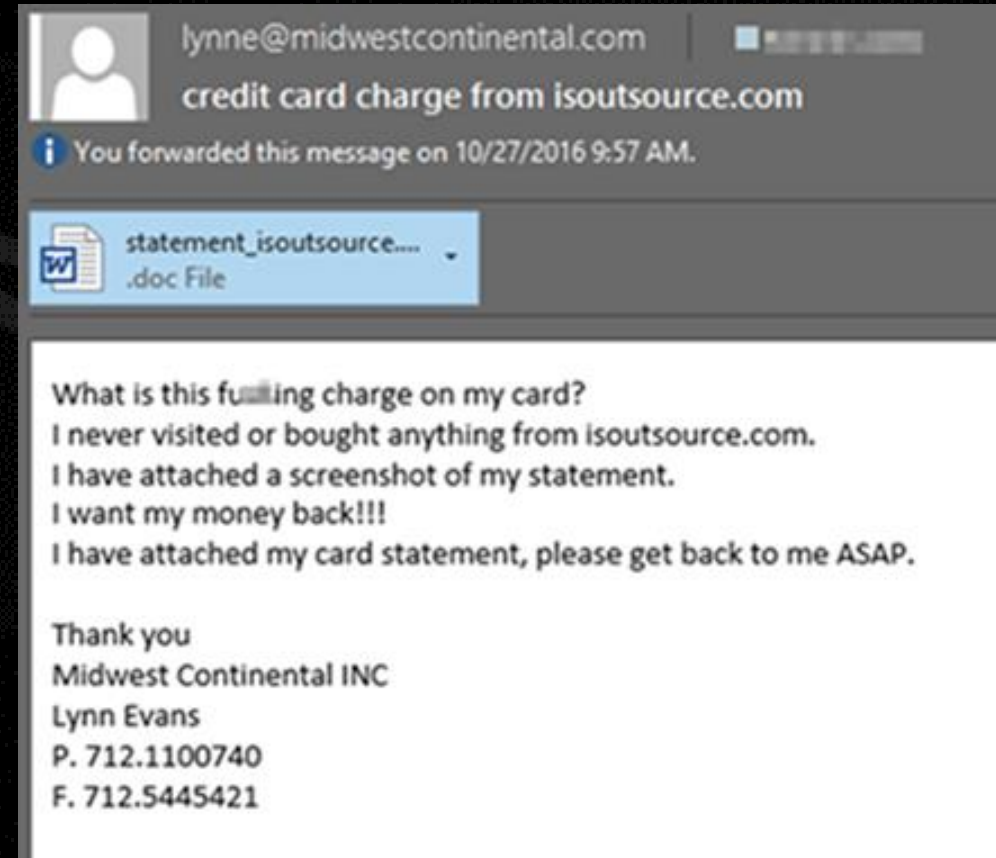 lynne@midwestcontinental.com
credit card charge from isoutsource.com
You forwarded this message on 10/27/2016 9:57 AM.
statement_isoutsource....
.doc File
What is this charge on my card?
I never visited or bought anything from isoutsource.com.
I have attached a screenshot of my statement.
I want my money back!!!
I have attached my card statement, please get back to me ASAP.
Thank you
Midwest Continental INC
Lynn Evans
P. 712.1100740
F. 712.5445421